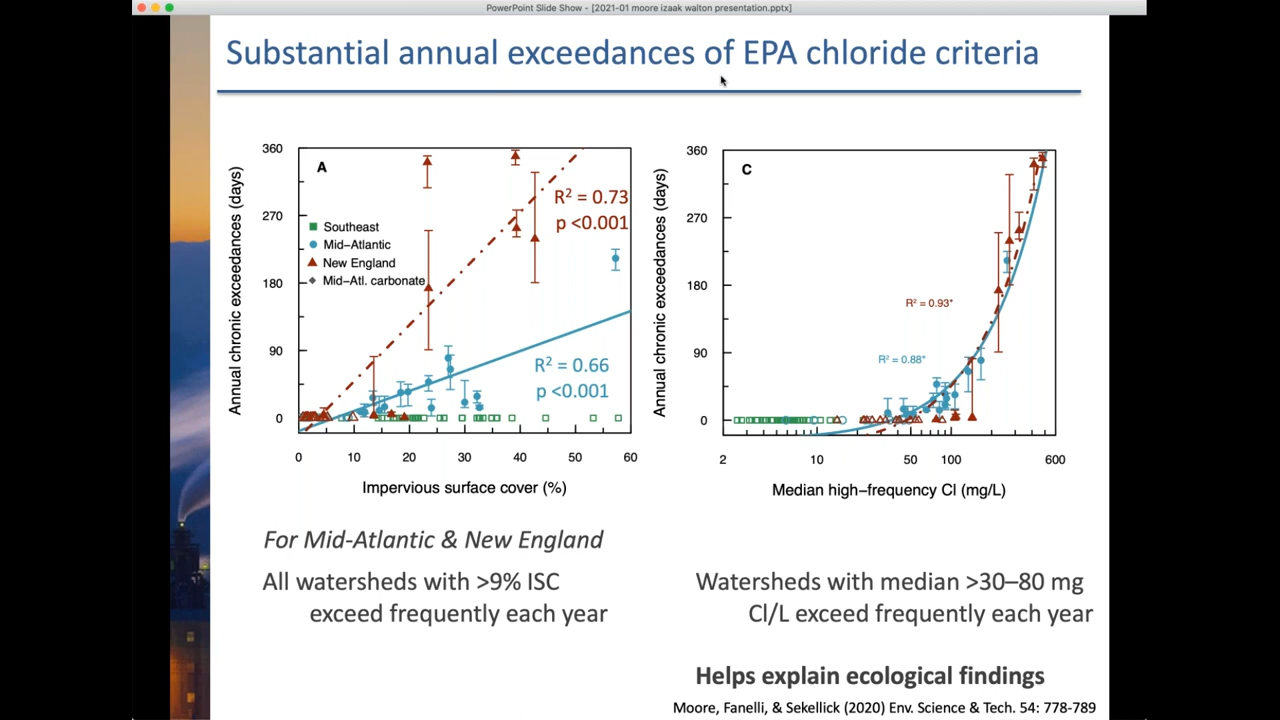 PowerPoint Slide Show - [2021-01 moore izaak walton presentation.pptx]
Substantial annual exceedances of EPA chloride criteria
A
Annual chronic exceedances (days)
360
270
180
90
0
Southeast
Mid−Atlantic
New England
Mid−Atl. carbonate
R² = 0.73
p <0.001
R² = 0.66
p <0.001
0 10 20 30 40 50 60
Impervious surface cover (%)
C
Annual chronic exceedances (days)
360
270
180
90
0
R² = 0.93*
R² = 0.88*
2 10 50 100 600
Median high−frequency Cl (mg/L)
For Mid-Atlantic & New England
All watersheds with >9% ISC
exceed frequently each year
Watersheds with median >30–80 mg
Cl/L exceed frequently each year
Helps explain ecological findings
Moore, Fanelli, & Sekellick (2020) Env. Science & Tech. 54: 778-789